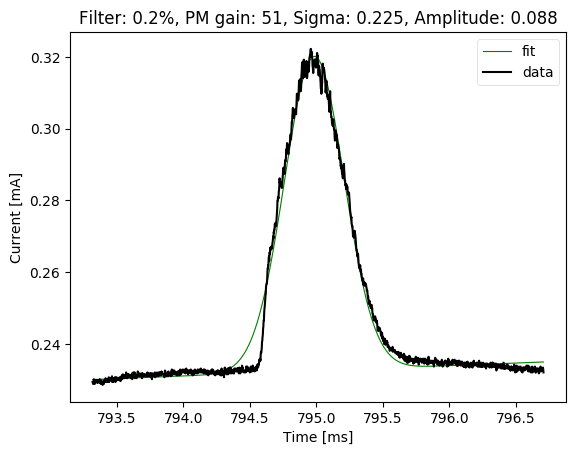 Filter: 0.2%, PM gain: 51, Sigma: 0.225, Amplitude: 0.088
fit
data
0.32
0.30
0.28
0.26
0.24
Current [mA]
793.5 794.0 794.5 795.0 795.5 796.0 796.5
Time [ms]